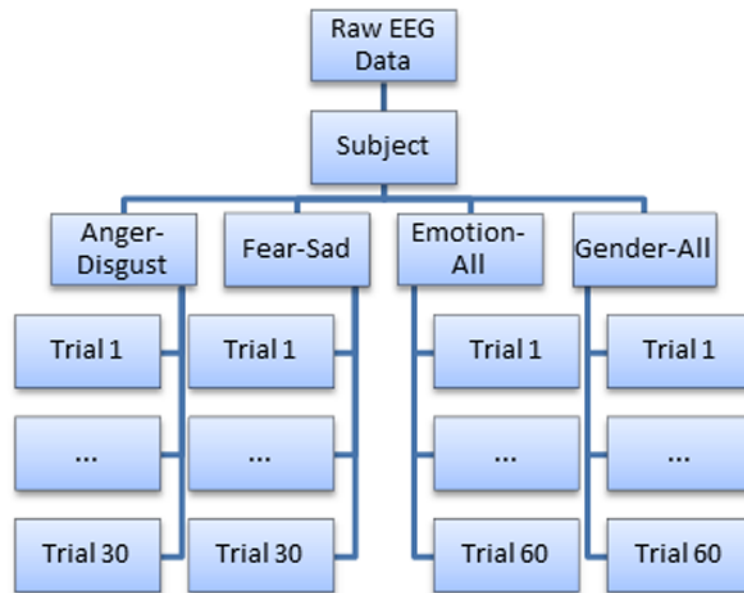 Raw EEG
Data
Subject
Anger-
Disgust
Fear-Sad
Emotion-
All
Gender-All
Trial 1
Trial 1
Trial 1
Trial 1
...
...
...
...
Trial 30
Trial 30
Trial 60
Trial 60